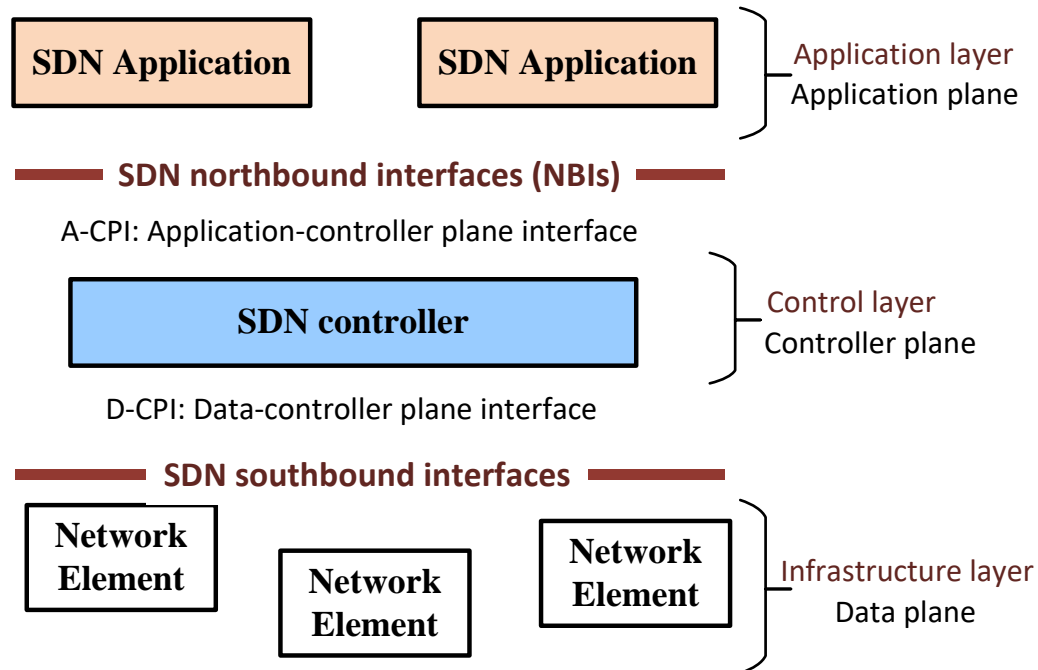 SDN Application
SDN Application
Application layer
Application plane
SDN northbound interfaces (NBIs)
A-CPI: Application-controller plane interface
SDN controller
Control layer
Controller plane
D-CPI: Data-controller plane interface
SDN southbound interfaces
Network
Element
Network
Element
Network
Element
Infrastructure layer
Data plane